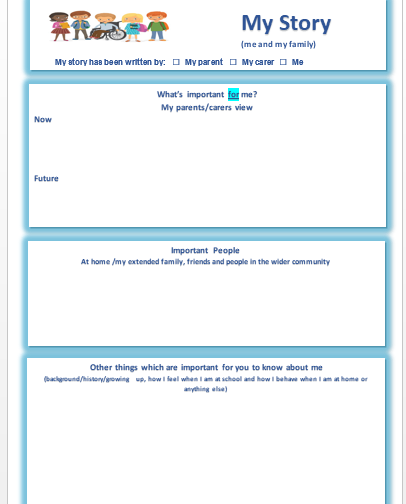 My Story
(me and my family)
My story has been written by: ☐ My parent ☐ My carer ☐ Me
What's important for me?
My parents/carers view
Now
Future
Important People
At home /my extended family, friends and people in the wider community
Other things which are important for you to know about me
(background/history/growing up, how I feel when I am at school and how I behave when I am at home or
anything else)